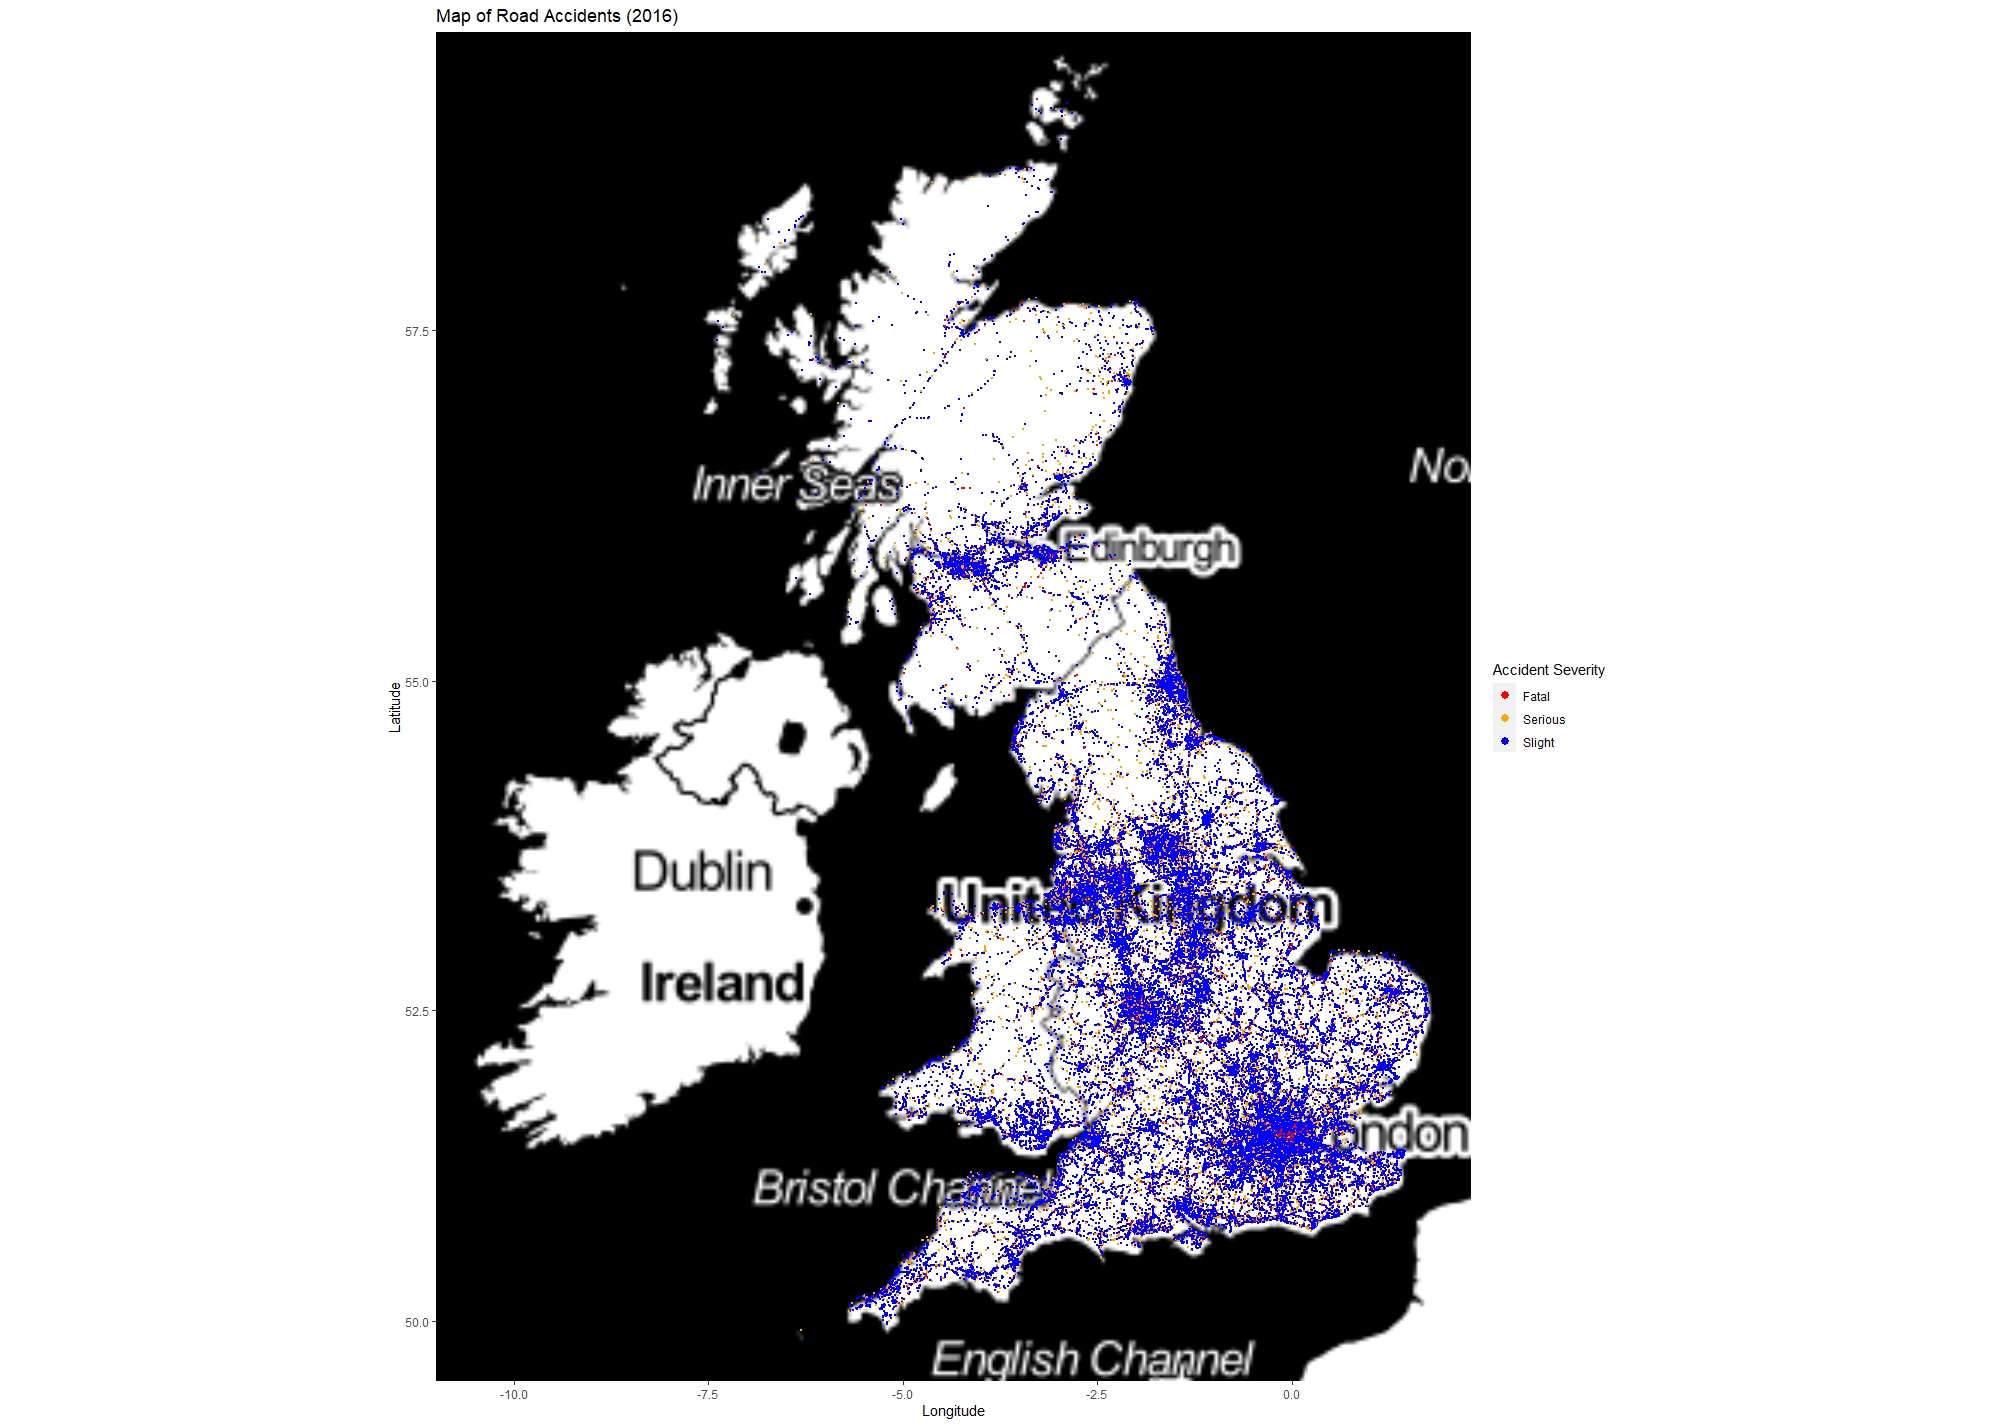 Map of Road Accidents (2016)
57.5
55.0
52.5
50.0
Latitude
Inner Seas
No
Edinburgh
Dublin
United Kingdom
Ireland
ondon
Bristol Channel
English Channel
-10.0
-7.5
-5.0
-2.5
0.0
Longitude
Accident Severity
Fatal
Serious
Slight